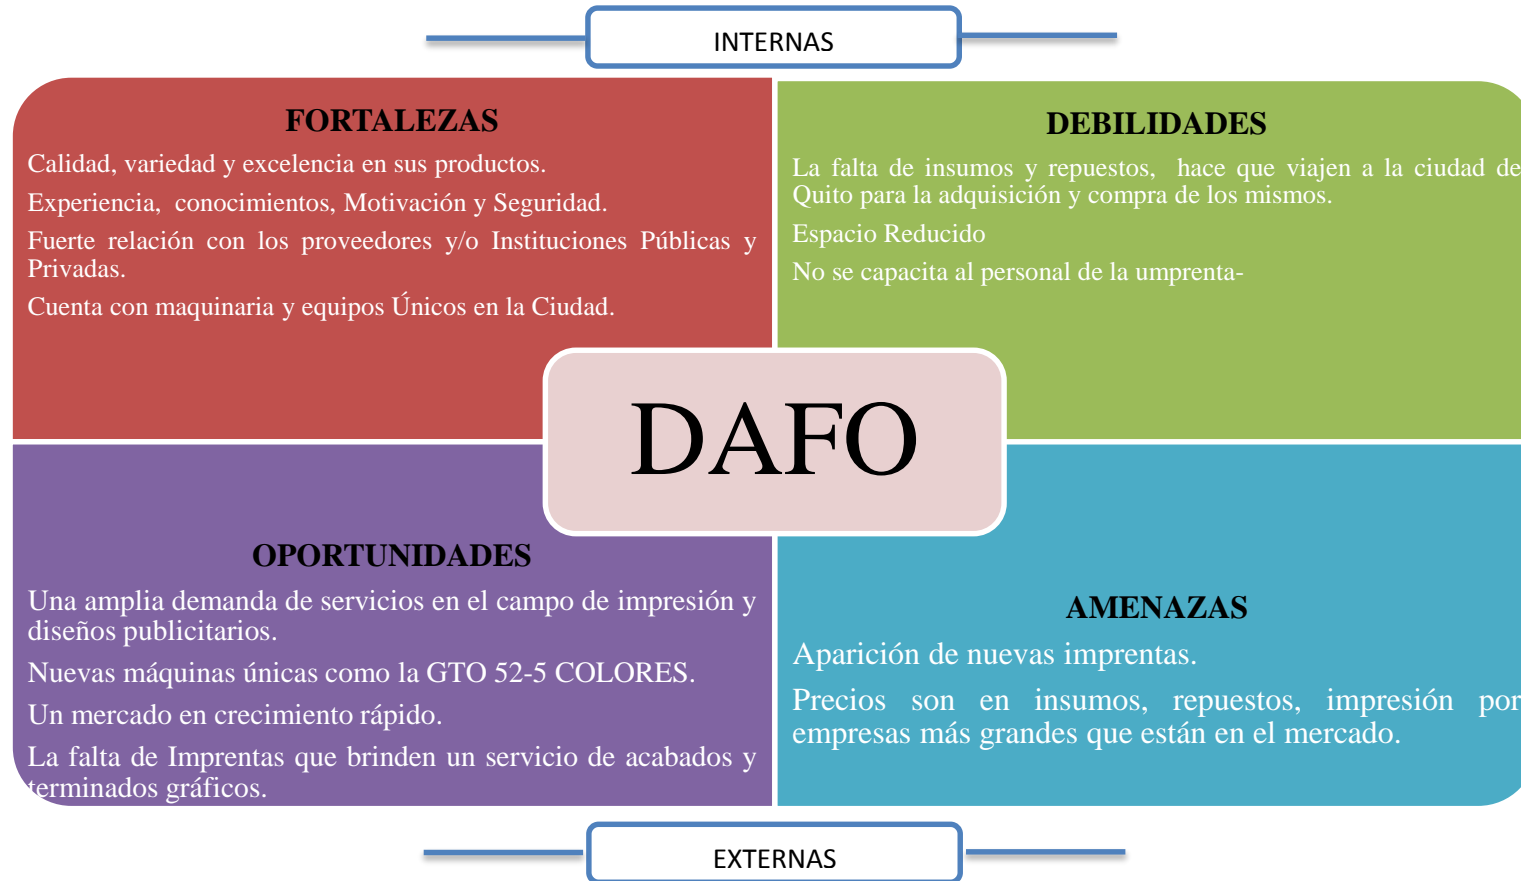 INTERNAS
FORTALEZAS
Calidad, variedad y excelencia en sus productos.
Experiencia, conocimientos, Motivación y Seguridad.
Fuerte relación con los proveedores y/o Instituciones Públicas y
Privadas.
Cuenta con maquinaria y equipos Únicos en la Ciudad.
DEBILIDADES
La falta de insumos y repuestos, hace que viajen a la ciudad de
Quito para la adquisición y compra de los mismos.
Espacio Reducido
No se capacita al personal de la umprenta-
DAFO
OPORTUNIDADES
Una amplia demanda de servicios en el campo de impresión y
diseños publicitarios.
Nuevas máquinas únicas como la GTO 52-5 COLORES.
Un mercado en crecimiento rápido.
La falta de Imprentas que brinden un servicio de acabados y
terminados gráficos.
AMENAZAS
Aparición de nuevas imprentas.
Precios son en insumos, repuestos, impresión por
empresas más grandes que están en el mercado.
EXTERNAS